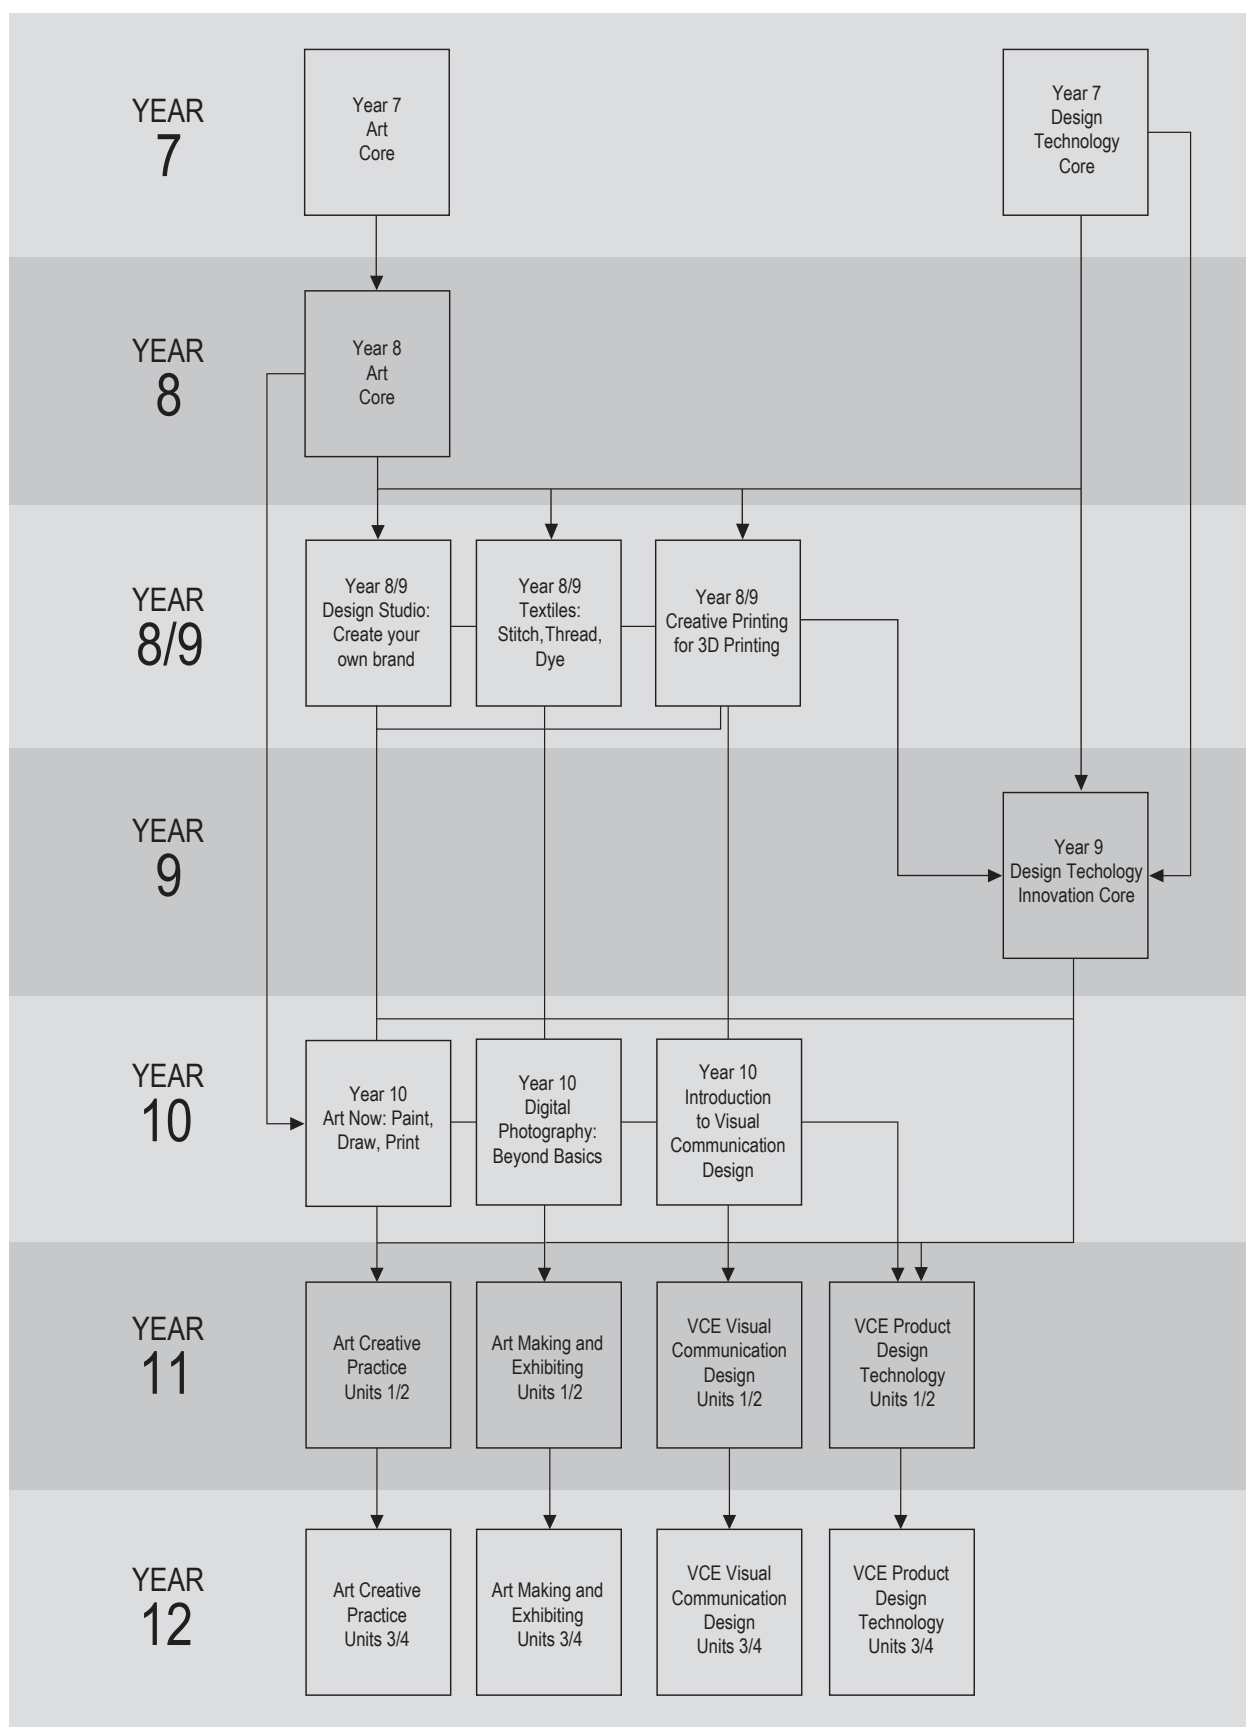 YEAR
7
Year 7
Art
Core
Year 7
Design
Technology
Core
YEAR
8
Year 8
Art
Core
YEAR
8/9
Year 8/9
Design Studio:
Create your
own brand
Year 8/9
Textiles:
Stitch,Thread,
Dye
Year 8/9
Creative Printing
for 3D Printing
YEAR
9
Year 9
Design Techology
Innovation Core
YEAR
10
Year 10
Art Now: Paint,
Draw, Print
Year 10
Digital
Photography:
Beyond Basics
Year 10
Introduction
to Visual
Communication
Design
YEAR
11
Art Creative
Practice
Units 1/2
Art Making and
Exhibiting
Units 1/2
VCE Visual
Communication
Design
Units 1/2
VCE Product
Design
Technology
Units 1/2
YEAR
12
Art Creative
Practice
Units 3/4
Art Making and
Exhibiting
Units 3/4
VCE Visual
Communication
Design
Units 3/4
VCE Product
Design
Technology
Units 3/4